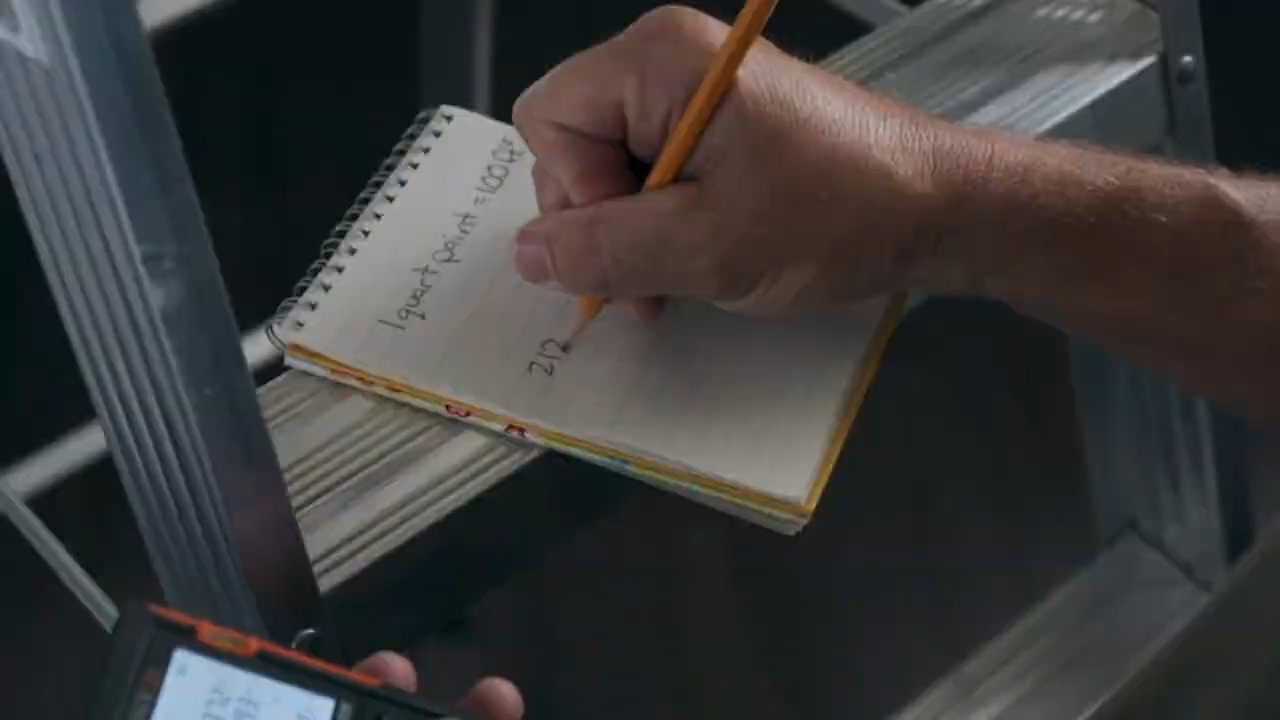 1 quart paint = 100 ft²
212